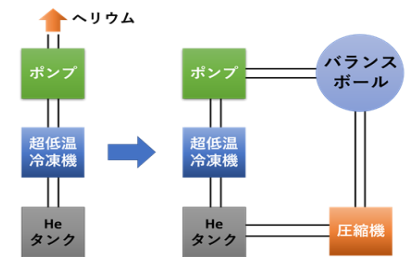 ヘリウム
ポンプ
超低温
冷凍機
He
タンク
ポンプ
超低温
冷凍機
He
タンク
バランス
ボール
圧縮機